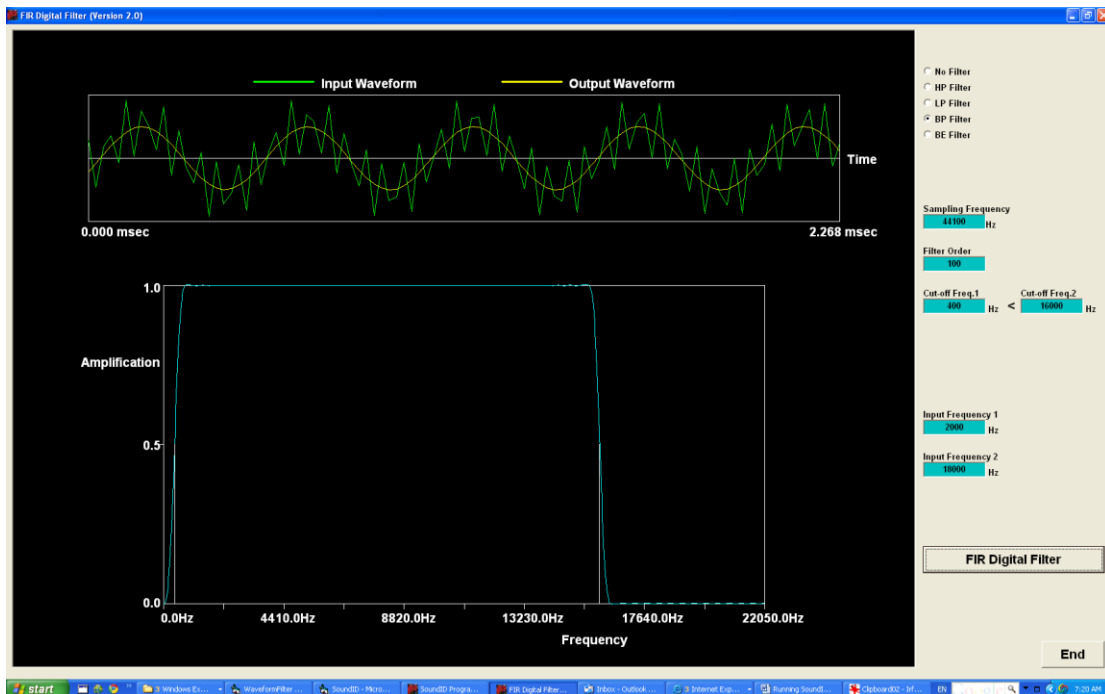 FIR Digital Filter (Version 2.0)
Input Waveform Output Waveform
Time
0.000 msec 2.268 msec
1.0
Amplification
0.5
0.0
0.0Hz 4410.0Hz 8820.0Hz 13230.0Hz 17640.0Hz 22050.0Hz
Frequency
No Filter
HP Filter
LP Filter
BP Filter
BE Filter
Sampling Frequency
44100 Hz
Filter Order
100
Cut-off Freq.1 Cut-off Freq.2
400 Hz < 16000 Hz
Input Frequency 1
2000 Hz
Input Frequency 2
18000 Hz
FIR Digital Filter
End
start 3 Windows Ex... WaveformFilter ... SoundID - Micro... SoundID Progra... FIR Digital Filter... Inbox - Outlook ... 3 Internet Exp... Running SoundI... Clipboard02 - Irf... EN 7:20 AM